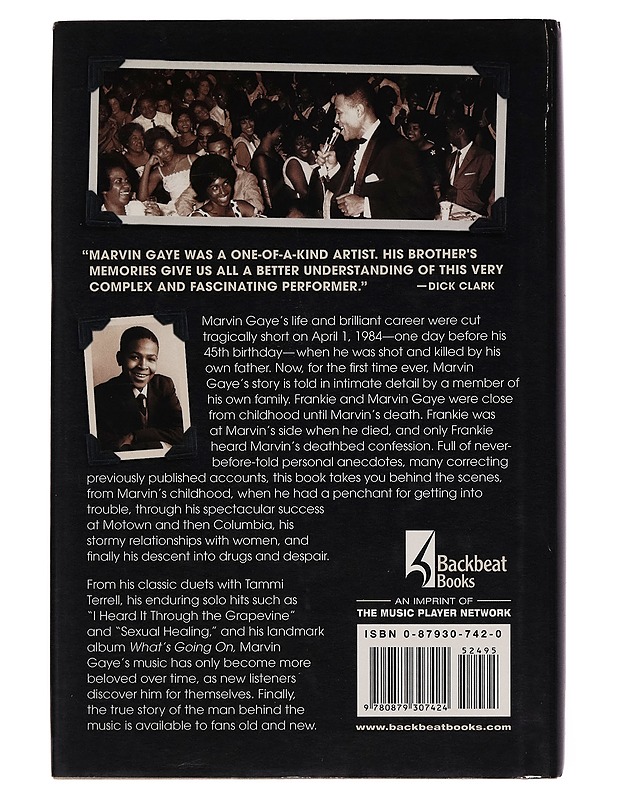 “MARVIN GAYE WAS A ONE-OF-A-KIND ARTIST. HIS BROTHER'S
MEMORIES GIVE US ALL A BETTER UNDERSTANDING OF THIS VERY
COMPLEX AND FASCINATING PERFORMER.” —DICK CLARK
Marvin Gaye's life and brilliant career were cut
tragically short on April 1, 1984—one day before his
45th birthday—when he was shot and killed by his
own father. Now, for the first time ever, Marvin
Gaye's story is told in intimate detail by a member of
his own family. Frankie and Marvin Gaye were close
from childhood until Marvin's death. Frankie was
at Marvin's side when he died, and only Frankie
heard Marvin's deathbed confession. Full of never-
before-told personal anecdotes, many correcting
previously published accounts, this book takes you behind the scenes,
from Marvin's childhood, when he had a penchant for getting into
trouble, through his spectacular success
at Motown and then Columbia, his
stormy relationships with women, and
finally his descent into drugs and despair.
From his classic duets with Tammi
Terrell, his enduring solo hits such as
“I Heard It Through the Grapevine”
and “Sexual Healing,” and his landmark
album What's Going On, Marvin
Gaye's music has only become more
beloved over time, as new listeners
discover him for themselves. Finally,
the true story of the man behind the
music is available to fans old and new.
Backbeat
Books
AN IMPRINT OF
THE MUSIC PLAYER NETWORK
ISBN 0-87930-742-0
52495
9 780879 307424
www.backbeatbooks.com